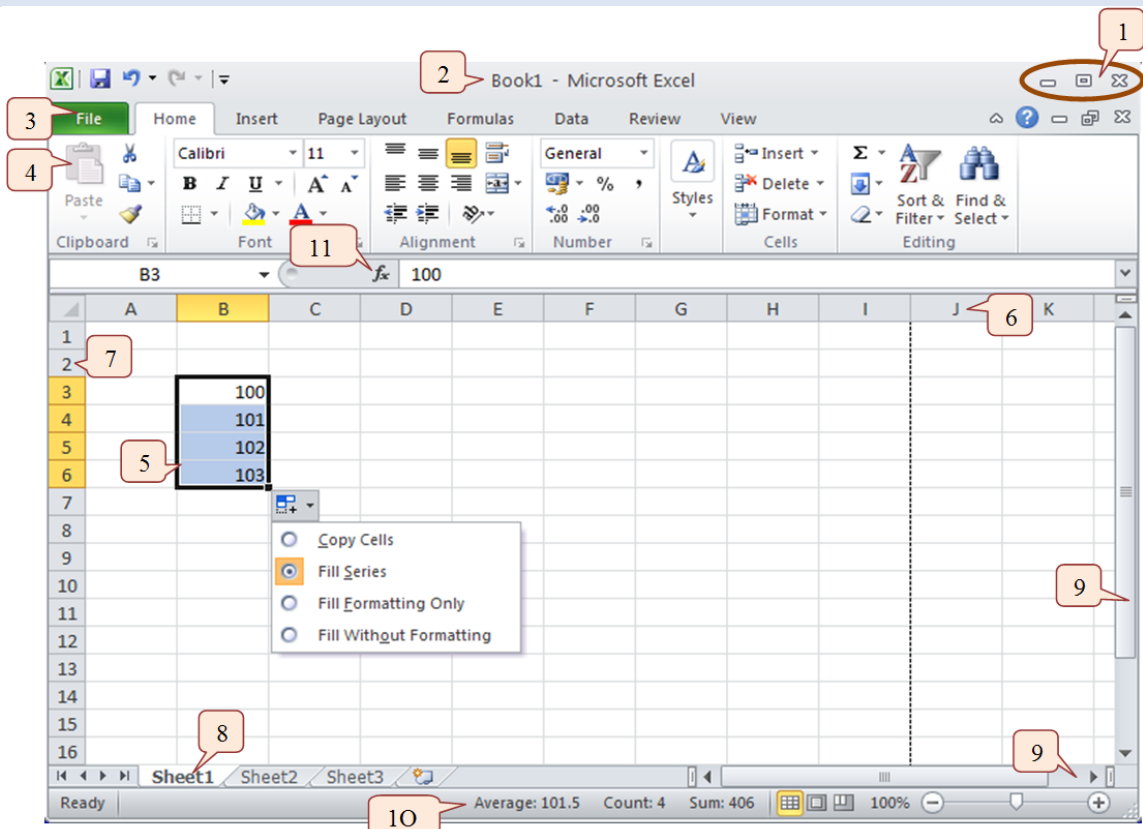 1
2
Book1 - Microsoft Excel
3
File Home Insert Page Layout Formulas Data Review View
4
Calibri 11 General Insert Σ
B I U A A % , Delete
Paste Styles Sort & Find &
A .0 .00 Format Filter Select
.00 .0
Clipboard Font Alignment Number Cells Editing
11
B3 fx 100
A B C D E F G H I J K
6
1
2 7
3 100
4 101
5 102
5
6 103
7
8 Copy Cells
9 Fill Series
10 Fill Formatting Only
9
11
12 Fill Without Formatting
13
14
15
8
16
9
Sheet1 Sheet2 Sheet3
Ready Average: 101.5 Count: 4 Sum: 406 100%
10